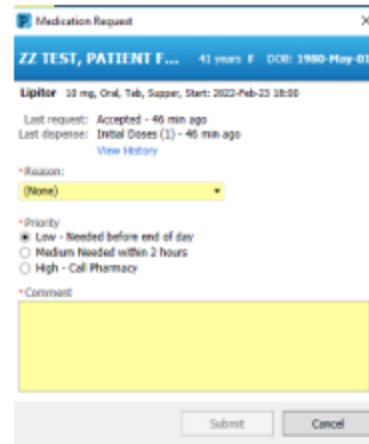 Medication Request
ZZ TEST, PATIENT F... 41 years F DOB: 1980-May-01
Lipitor 10 mg, Oral, Tab, Supper, Start: 2022-Feb-23 18:00
Last request: Accepted - 46 min ago
Last dispense: Initial Doses (1) - 46 min ago
View History
*Reason:
(None)
*Priority
Low - Needed before end of day
Medium Needed within 2 hours
High - Call Pharmacy
*Comment
Submit Cancel